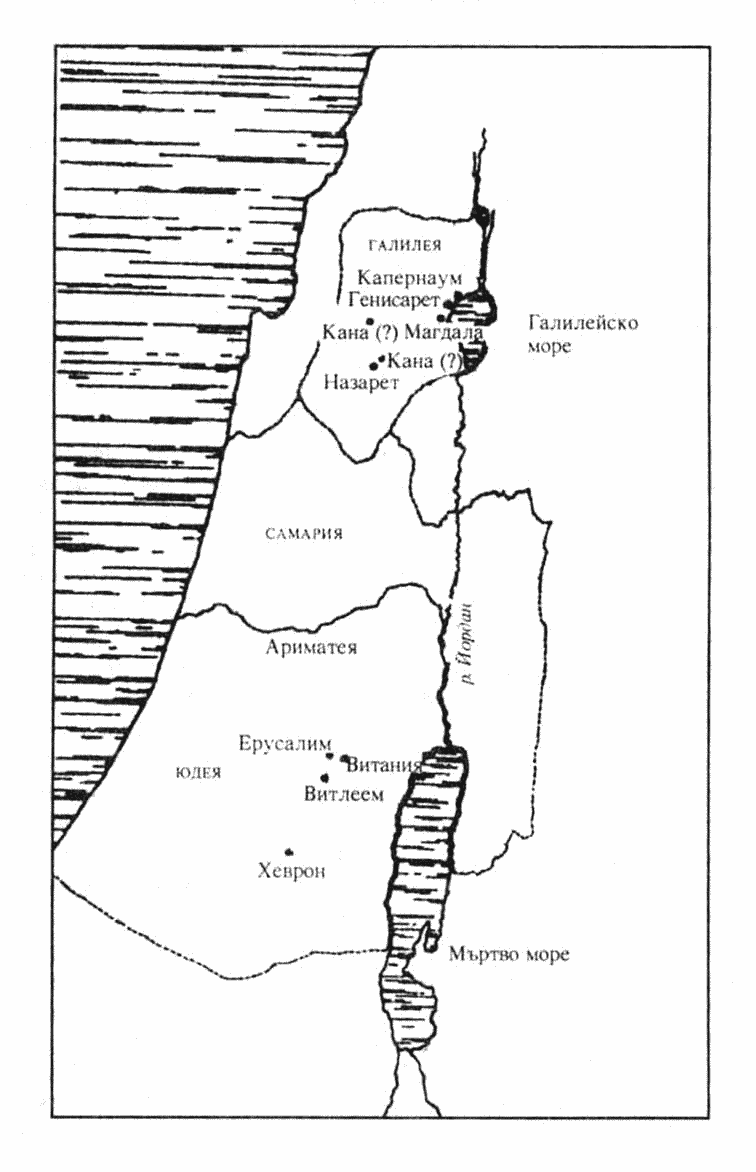 ГАЛИЛЕЯ
Капернаум
Генисарет
Кана (?) Магдала
Галилейско
море
Кана (?)
Назарет
САМАРИЯ
р. Йордан
Ариматея
Ерусалим
Витания
ЮДЕЯ
Витлеем
Хеврон
Мъртво море